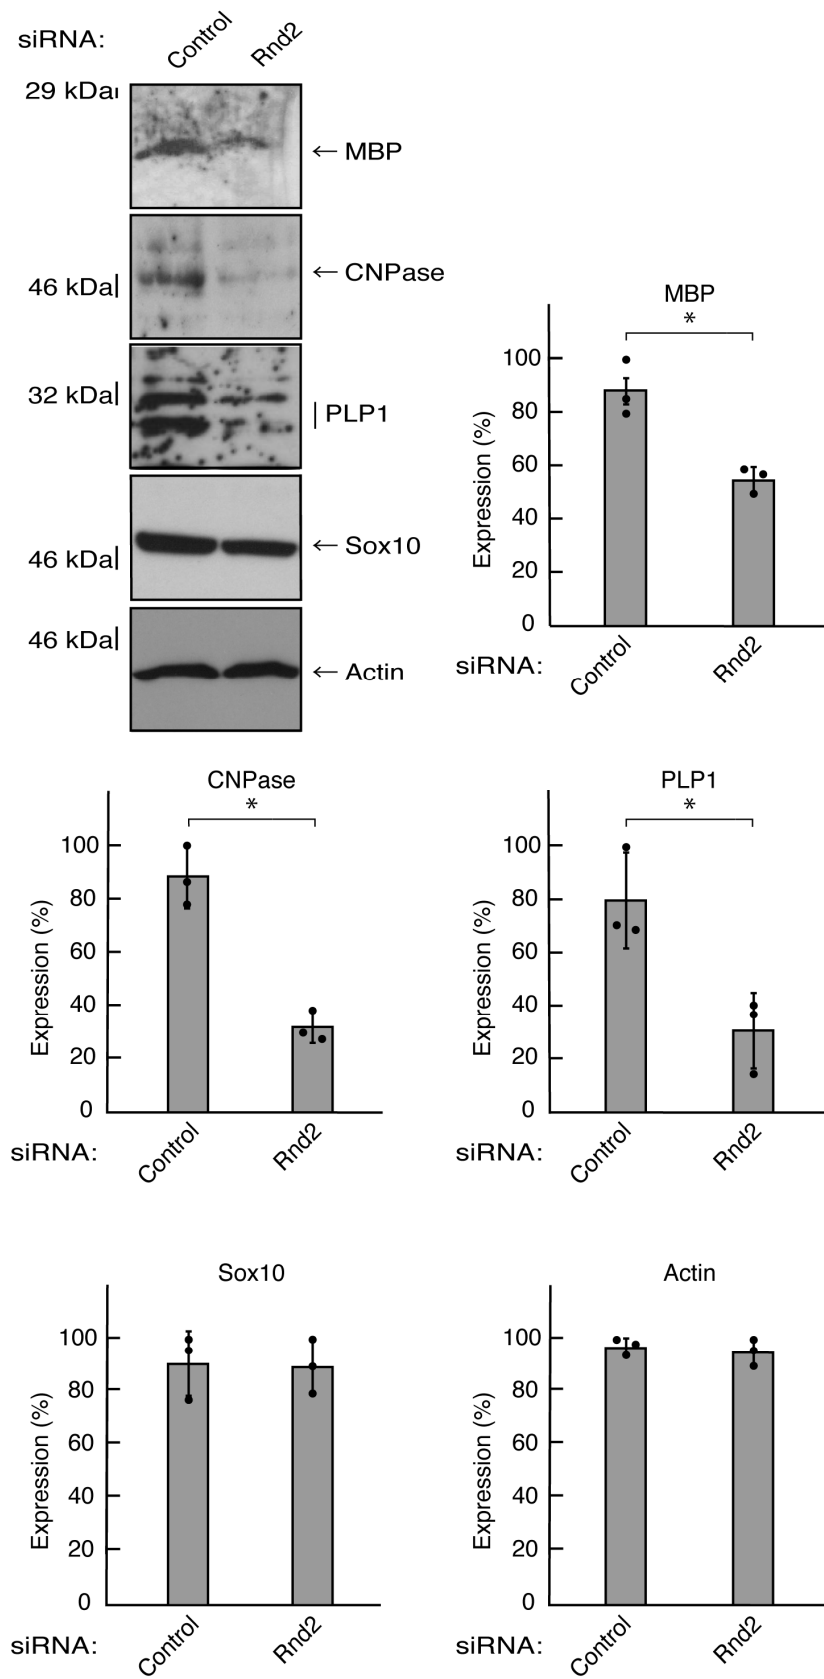 siRNA: Control Rnd2
29 kDa
← MBP
46 kDa
← CNPase
32 kDa
PLP1
46 kDa
← Sox10
46 kDa
← Actin
MBP
*
Expression (%)
100
80
60
40
20
0
siRNA: Control Rnd2
CNPase
*
Expression (%)
100
80
60
40
20
0
siRNA: Control Rnd2
PLP1
*
Expression (%)
100
80
60
40
20
0
siRNA: Control Rnd2
Sox10
Expression (%)
100
80
60
40
20
0
siRNA: Control Rnd2
Actin
Expression (%)
100
80
60
40
20
0
siRNA: Control Rnd2